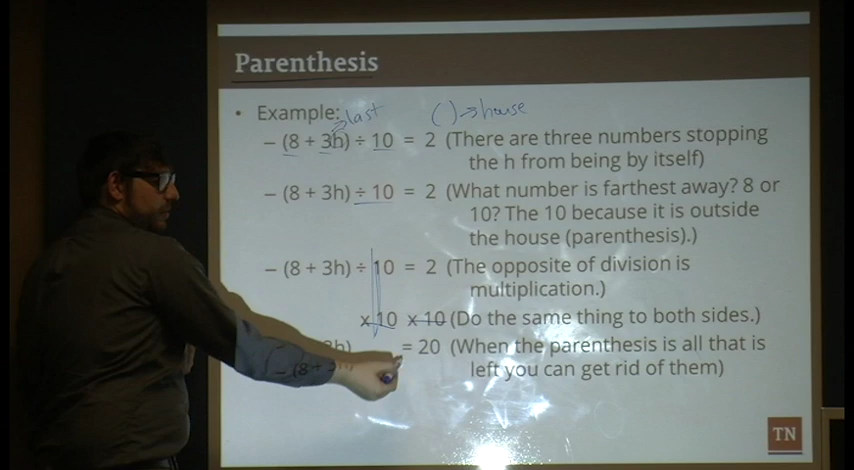 Parenthesis
• Example: last ( ) → house
– (8 + 3h) ÷ 10 = 2 (There are three numbers stopping
the h from being by itself)
– (8 + 3h) ÷ 10 = 2 (What number is farthest away? 8 or
10? The 10 because it is outside
the house (parenthesis).)
– (8 + 3h) ÷ 10 = 2 (The opposite of division is
multiplication.)
x 10 x 10 (Do the same thing to both sides.)
– (8 + 3h) = 20 (When the parenthesis is all that is
left you can get rid of them)
TN